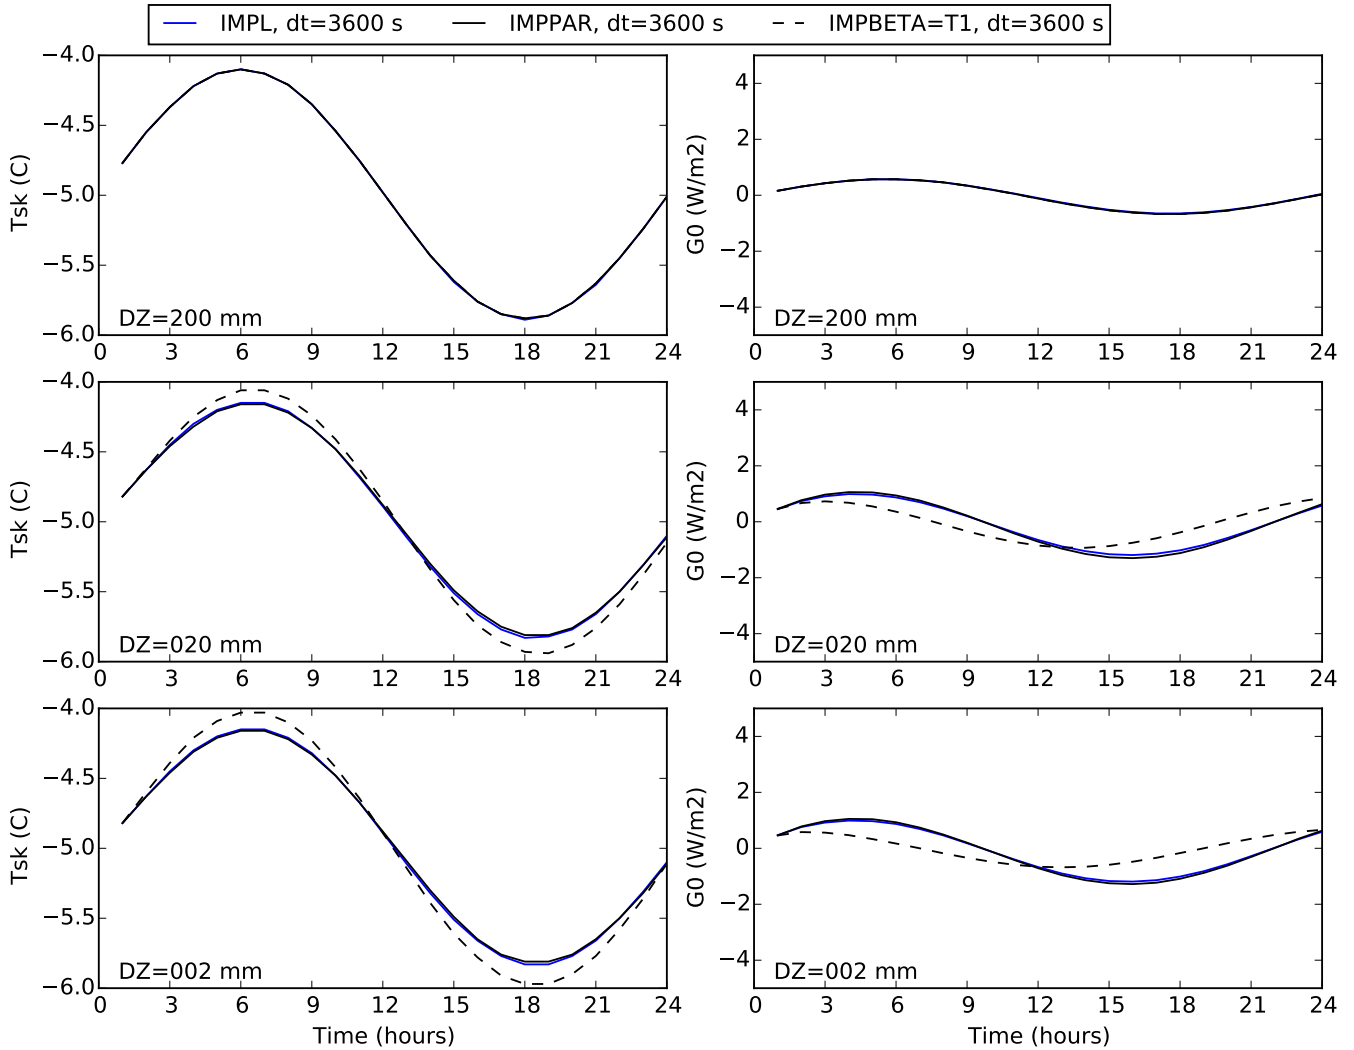 IMPL, dt=3600 s IMPPAR, dt=3600 s IMPBETA=T1, dt=3600 s
−4.0
−4.5
−5.0
−5.5
−6.0
Tsk (C)
DZ=200 mm
0 3 6 9 12 15 18 21 24
4
2
0
−2
−4
G0 (W/m2)
DZ=200 mm
0 3 6 9 12 15 18 21 24
−4.0
−4.5
−5.0
−5.5
−6.0
Tsk (C)
DZ=020 mm
0 3 6 9 12 15 18 21 24
4
2
0
−2
−4
G0 (W/m2)
DZ=020 mm
0 3 6 9 12 15 18 21 24
−4.0
−4.5
−5.0
−5.5
−6.0
Tsk (C)
DZ=002 mm
0 3 6 9 12 15 18 21 24
Time (hours)
4
2
0
−2
−4
G0 (W/m2)
DZ=002 mm
0 3 6 9 12 15 18 21 24
Time (hours)